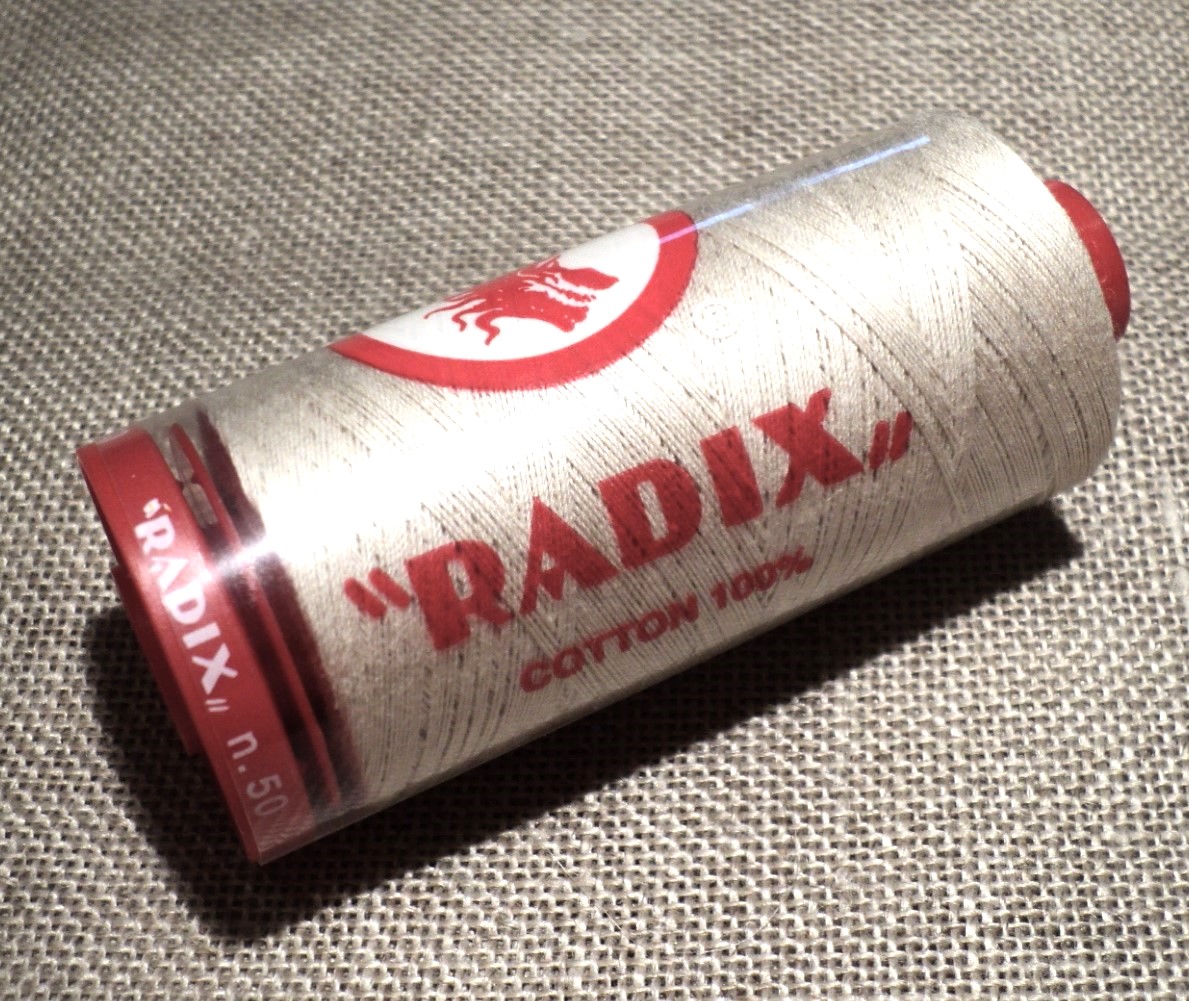 “RADIX„
COTTON 100%
“RADIX„ n.50